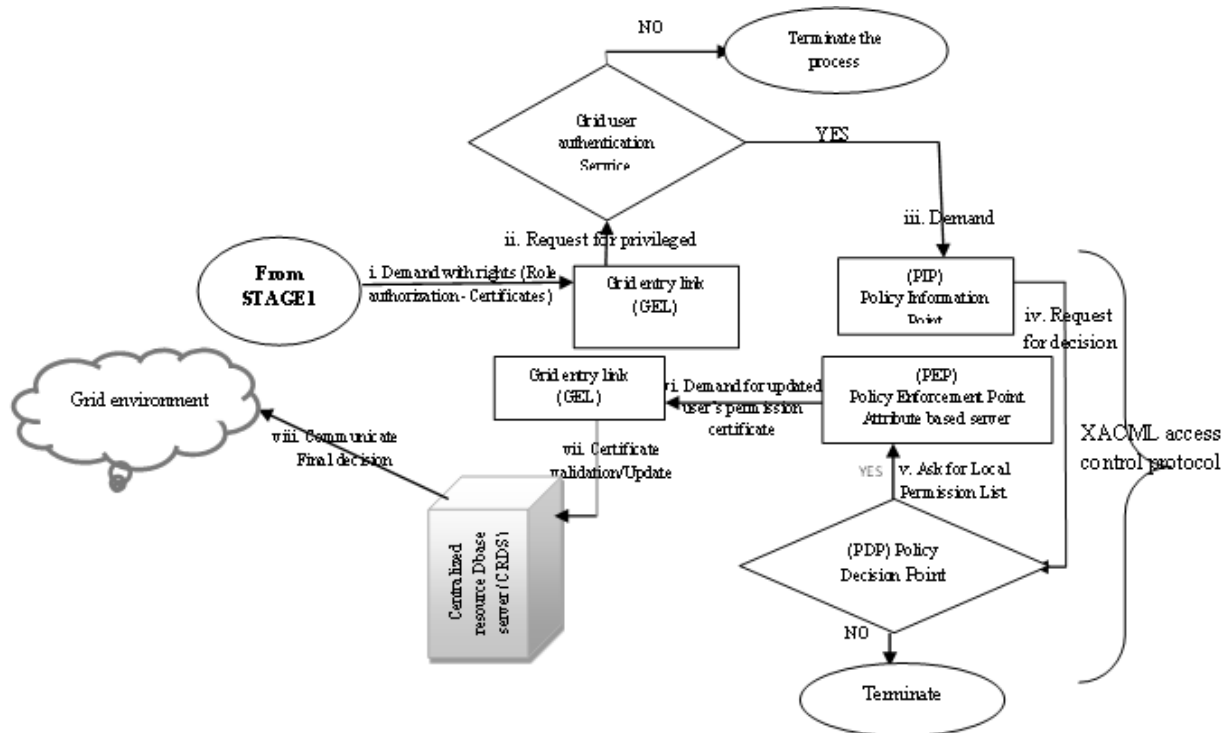 NO
Terminate the
process
Grid user
authentication
Service
YES
iii. Demand
ii. Request for privileged
From
STAGE1
i. Demand with rights (Role
authorization - Certificates)
Grid entry link
(GEL)
(PIP)
Policy Information
Point
iv. Request
for decision
Grid environment
Grid entry link
(GEL)
vi. Demand for updated
user's permission
certificate
(PEP)
Policy Enforcement Point
Attribute based server
XACML access
control protocol
viii. Communicate
Final decision
vii. Certificate
validation/Update
YES
v. Ask for Local
Permission List
Centralized
resource Dbase
server (CRDS)
(PDP) Policy
Decision Point
NO
Terminate